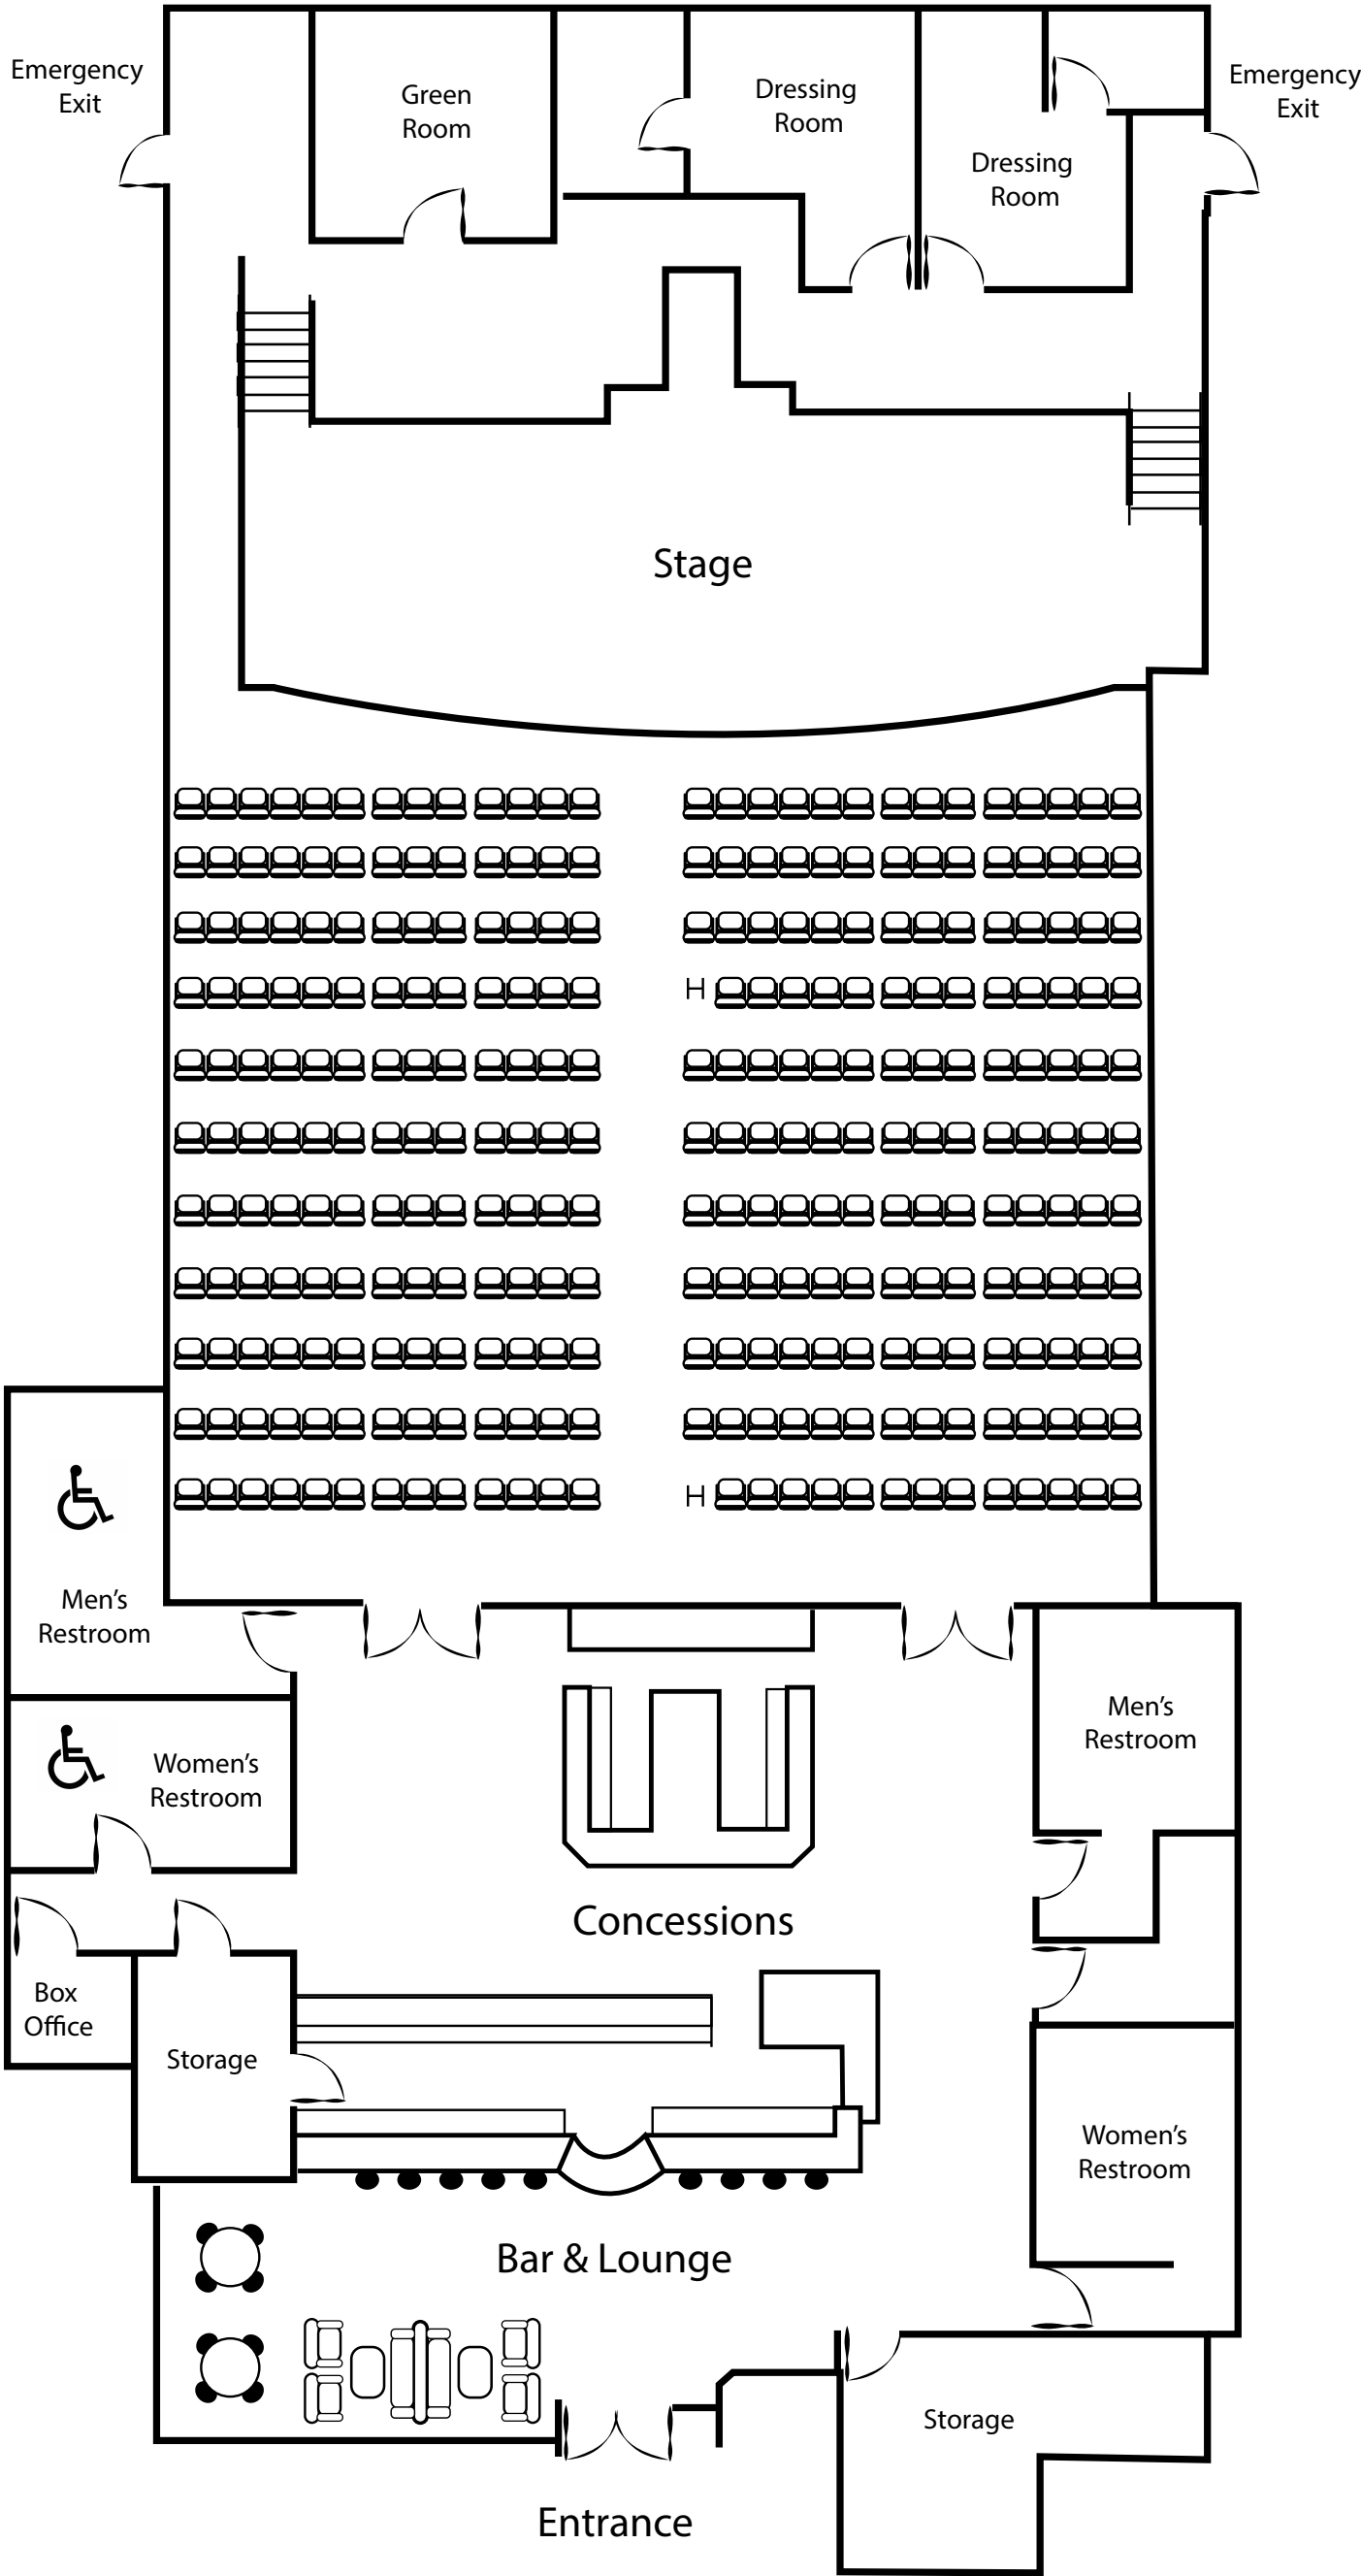 Emergency
Exit
Green
Room
Dressing
Room
Emergency
Exit
Dressing
Room
Stage
H
H
Men's
Restroom
Women's
Restroom
Men's
Restroom
Concessions
Box
Office
Storage
Women's
Restroom
Bar & Lounge
Storage
Entrance